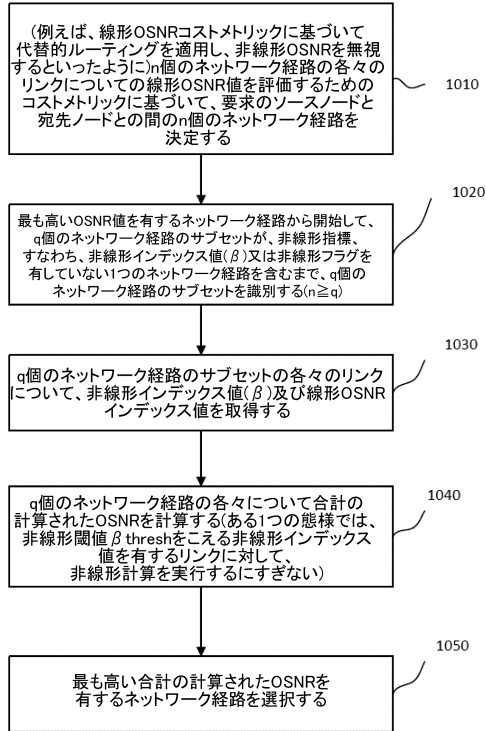 (例えば、線形OSNRコストメトリックに基づいて
代替的ルーティングを適用し、非線形OSNRを無視
するといったように)n個のネットワーク経路の各々の
リンクについての線形OSNR値を評価するための
コストメトリックに基づいて、要求のソースノードと
宛先ノードとの間のn個のネットワーク経路を
決定する
1010
最も高いOSNR値を有するネットワーク経路から開始して、
q個のネットワーク経路のサブセットが、非線形指標、
すなわち、非線形インデックス値(β)又は非線形フラグを
有していない1つのネットワーク経路を含むまで、q個の
ネットワーク経路のサブセットを識別する(n≧q)
1020
q個のネットワーク経路のサブセットの各々のリンク
について、非線形インデックス値(β)及び線形OSNR
インデックス値を取得する
1030
q個のネットワーク経路の各々について合計の
計算されたOSNRを計算する(ある1つの態様では、
非線形閾値β threshをこえる非線形インデックス
値を有するリンクに対して、
非線形計算を実行するにすぎない)
1040
最も高い合計の計算されたOSNRを
有するネットワーク経路を選択する
1050